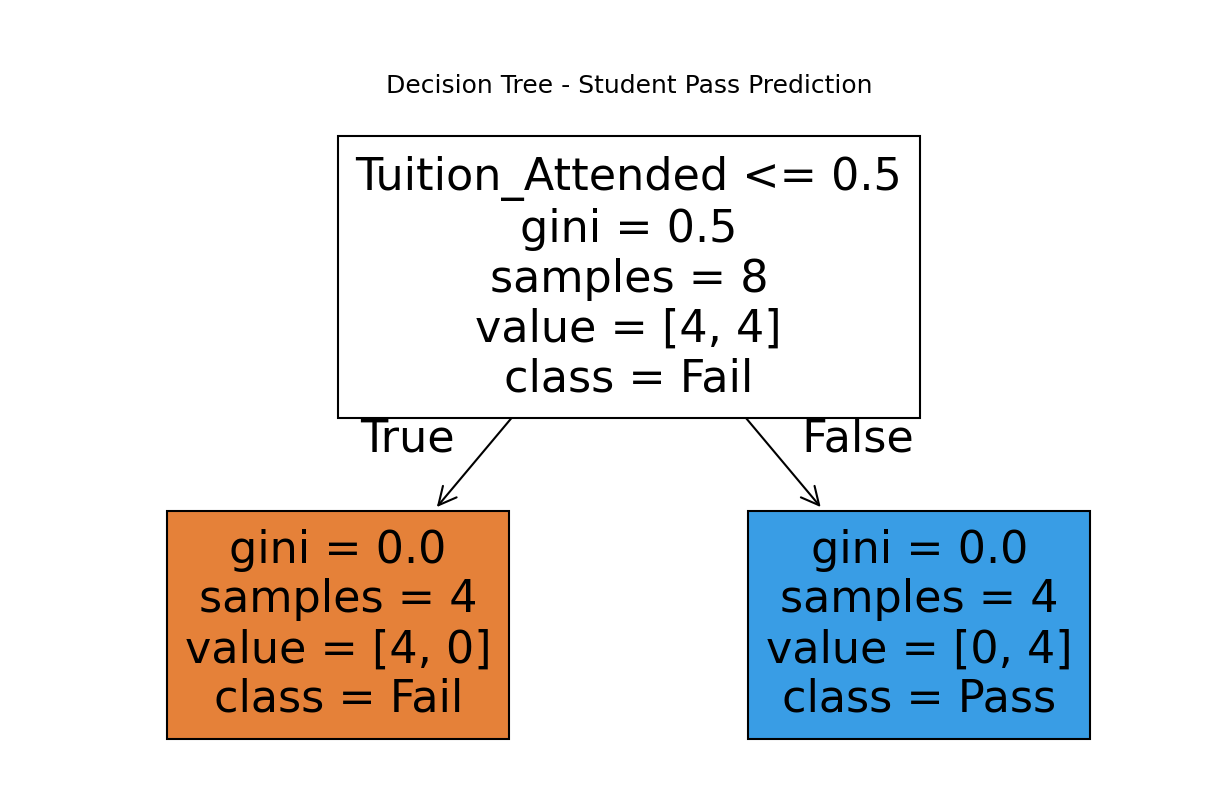 Decision Tree - Student Pass Prediction
Tuition_Attended <= 0.5
gini = 0.5
samples = 8
value = [4, 4]
class = Fail
True
False
gini = 0.0
samples = 4
value = [4, 0]
class = Fail
gini = 0.0
samples = 4
value = [0, 4]
class = Pass